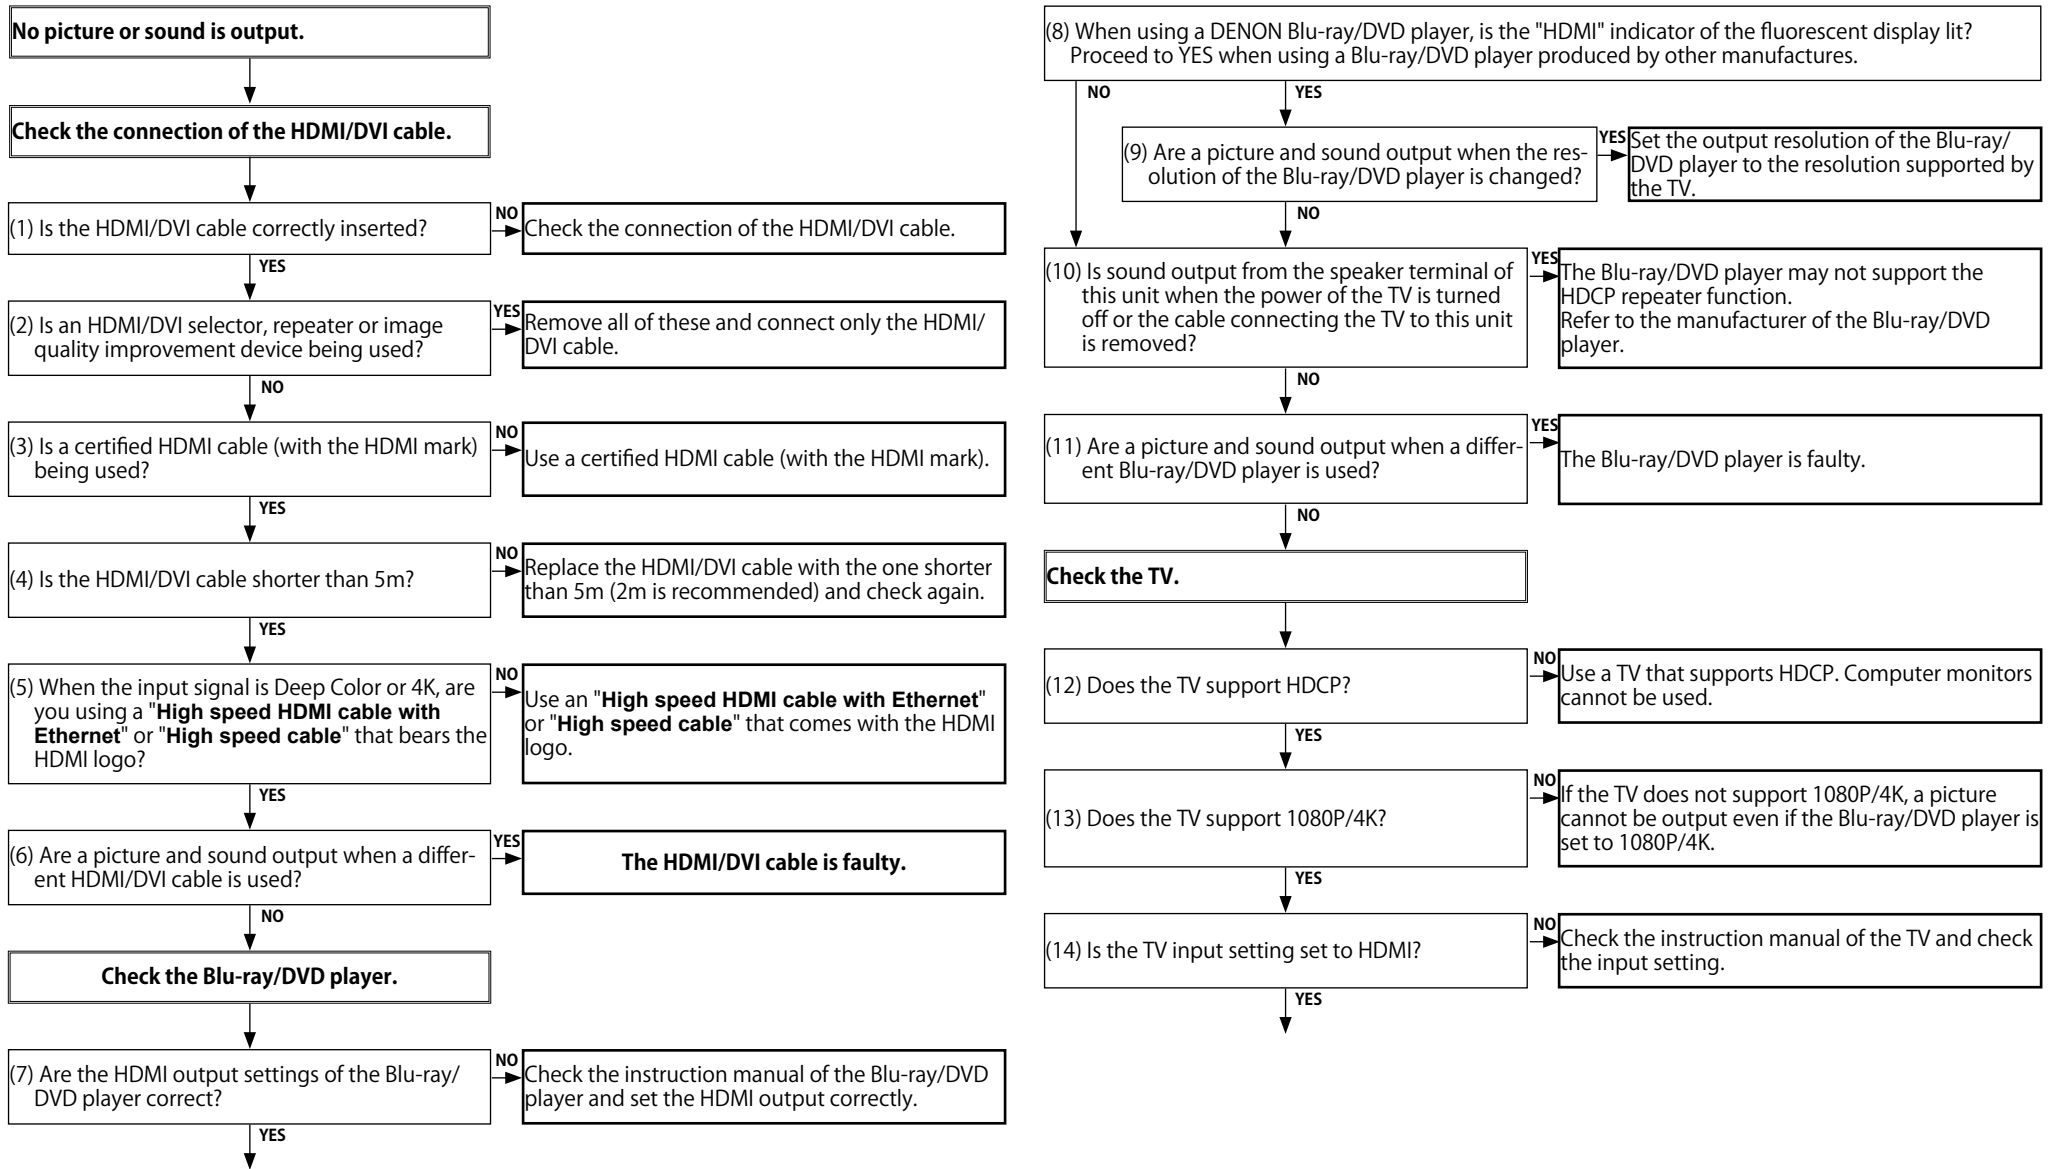 No picture or sound is output.
Check the connection of the HDMI/DVI cable.
(1) Is the HDMI/DVI cable correctly inserted?
NO
Check the connection of the HDMI/DVI cable.
YES
(2) Is an HDMI/DVI selector, repeater or image
quality improvement device being used?
YES
Remove all of these and connect only the HDMI/
DVI cable.
NO
(3) Is a certified HDMI cable (with the HDMI mark)
being used?
NO
Use a certified HDMI cable (with the HDMI mark).
YES
(4) Is the HDMI/DVI cable shorter than 5m?
NO
Replace the HDMI/DVI cable with the one shorter
than 5m (2m is recommended) and check again.
YES
(5) When the input signal is Deep Color or 4K, are
you using a "High speed HDMI cable with
Ethernet" or "High speed cable" that bears the
HDMI logo?
NO
Use an "High speed HDMI cable with Ethernet"
or "High speed cable" that comes with the HDMI
logo.
YES
(6) Are a picture and sound output when a differ-
ent HDMI/DVI cable is used?
YES
The HDMI/DVI cable is faulty.
NO
Check the Blu-ray/DVD player.
(7) Are the HDMI output settings of the Blu-ray/
DVD player correct?
NO
Check the instruction manual of the Blu-ray/DVD
player and set the HDMI output correctly.
YES
(8) When using a DENON Blu-ray/DVD player, is the "HDMI" indicator of the fluorescent display lit?
Proceed to YES when using a Blu-ray/DVD player produced by other manufactures.
NO
YES
(9) Are a picture and sound output when the res-
olution of the Blu-ray/DVD player is changed?
YES
Set the output resolution of the Blu-ray/
DVD player to the resolution supported by
the TV.
NO
(10) Is sound output from the speaker terminal of
this unit when the power of the TV is turned
off or the cable connecting the TV to this unit
is removed?
YES
The Blu-ray/DVD player may not support the
HDCP repeater function.
Refer to the manufacturer of the Blu-ray/DVD
player.
NO
(11) Are a picture and sound output when a differ-
ent Blu-ray/DVD player is used?
YES
The Blu-ray/DVD player is faulty.
NO
Check the TV.
(12) Does the TV support HDCP?
NO
Use a TV that supports HDCP. Computer monitors
cannot be used.
YES
(13) Does the TV support 1080P/4K?
NO
If the TV does not support 1080P/4K, a picture
cannot be output even if the Blu-ray/DVD player is
set to 1080P/4K.
YES
(14) Is the TV input setting set to HDMI?
NO
Check the instruction manual of the TV and check
the input setting.
YES